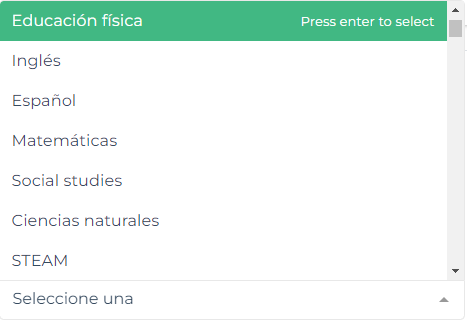 Educación física Press enter to select
Inglés
Español
Matemáticas
Social studies
Ciencias naturales
STEAM
Seleccione una